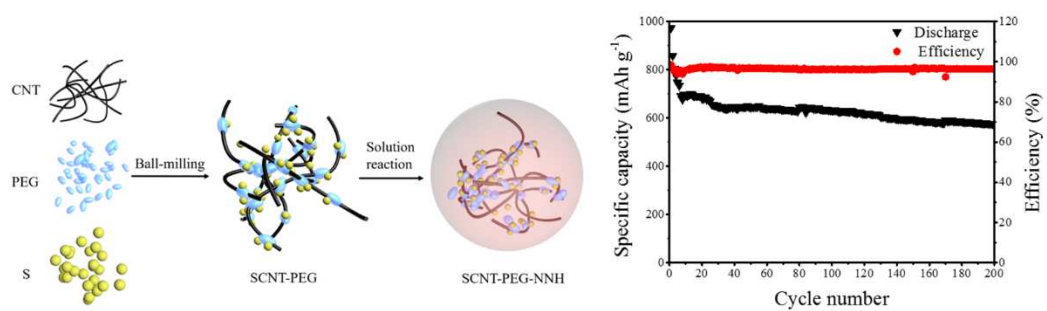 CNT
PEG
S
Ball-milling
SCNT-PEG
Solution
reaction
SCNT-PEG-NNH
Specific capacity (mAh g⁻¹)
1000
800
600
400
200
0
Discharge
Efficiency
120
100
80
60
40
20
0
Efficiency (%)
0 20 40 60 80 100 120 140 160 180 200
Cycle number